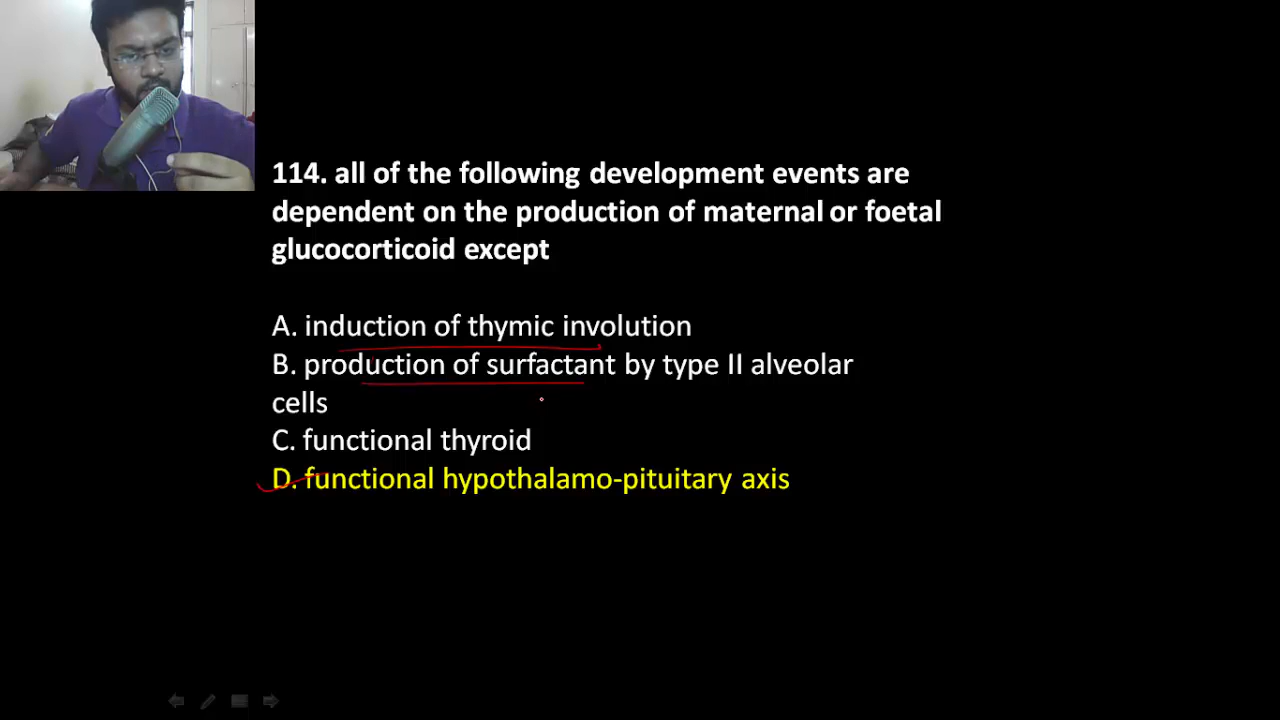 114. all of the following development events are
dependent on the production of maternal or foetal
glucocorticoid except
A. induction of thymic involution
B. production of surfactant by type II alveolar
cells
C. functional thyroid
D. functional hypothalamo-pituitary axis